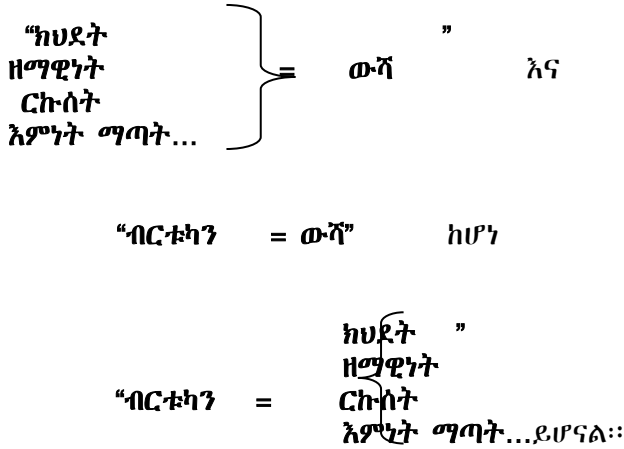 “ክህደት ”
ዘማዊነት = ውሻ እና
ርኩሰት
እምነት ማጣት...
“ብርቱካን = ውሻ” ከሆነ
ክህደት ”
ዘማዊነት
“ብርቱካን = ርኩሰት
እምነት ማጣት...ይሆናል፡፡